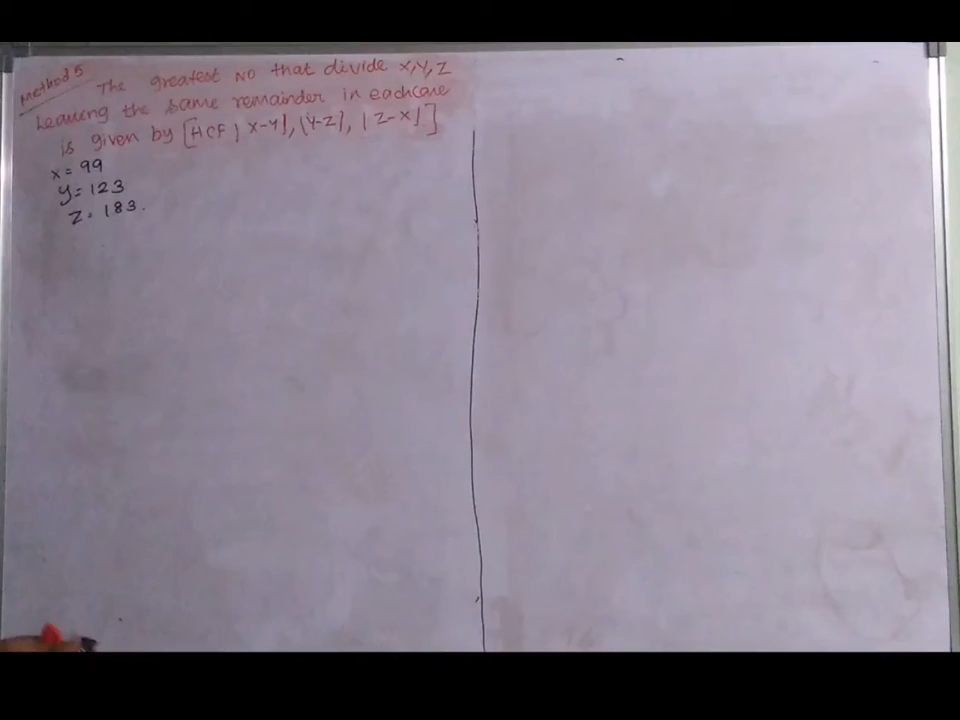 Method 5 The greatest No that divide X,Y,Z
Leaving the same remainder in eachcase
is given by [HCF | X-Y|, |Y-Z|, | Z-X|]
x = 99
y = 123
Z = 183.